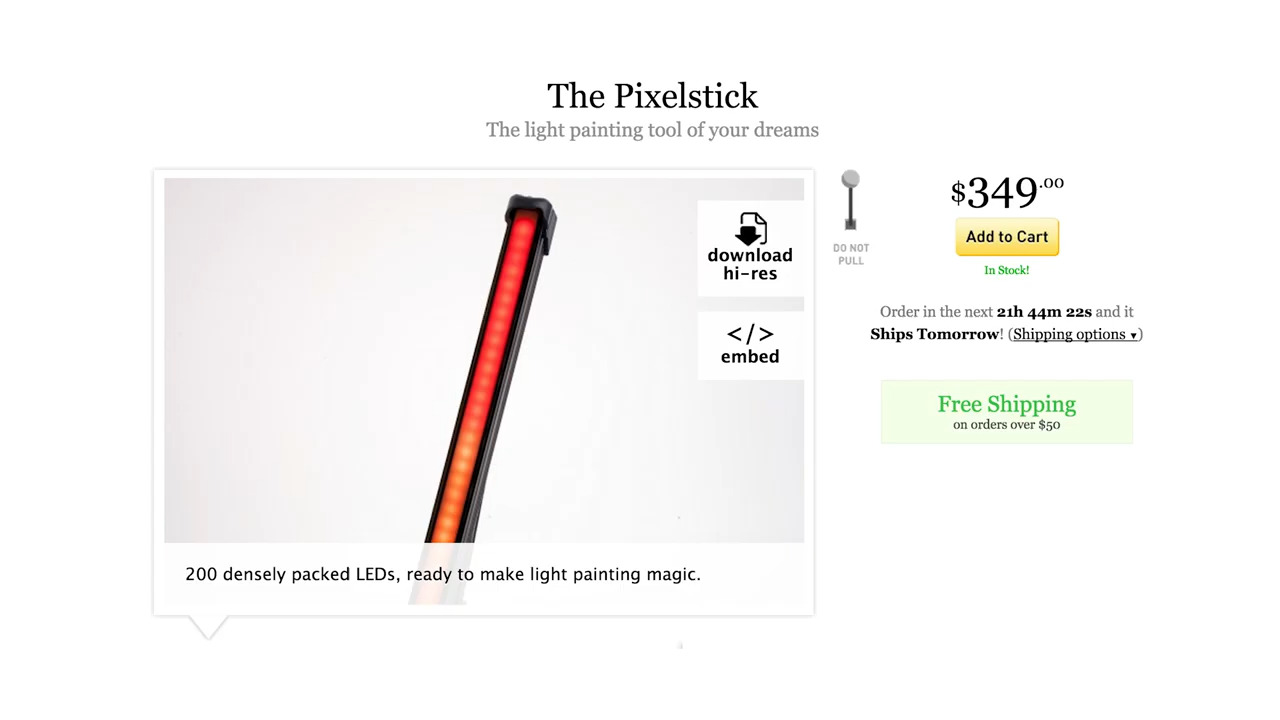 The Pixelstick
The light painting tool of your dreams
download
hi-res
</>
embed
200 densely packed LEDs, ready to make light painting magic.
DO NOT
PULL
$349.00
Add to Cart
In Stock!
Order in the next 21h 44m 22s and it
Ships Tomorrow! (Shipping options ▾)
Free Shipping
on orders over $50